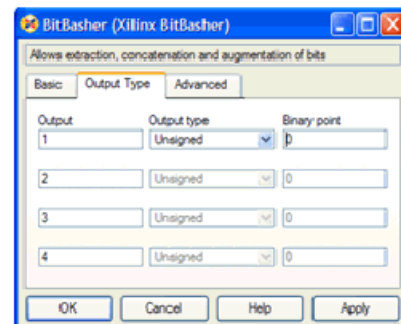 BitBasher (Xilinx BitBasher)
Allows extraction, concatenation and augmentation of bits
Basic Output Type Advanced
Output Output type Binary point
1 Unsigned 0
2 Unsigned 0
3 Unsigned 0
4 Unsigned 0
OK Cancel Help Apply